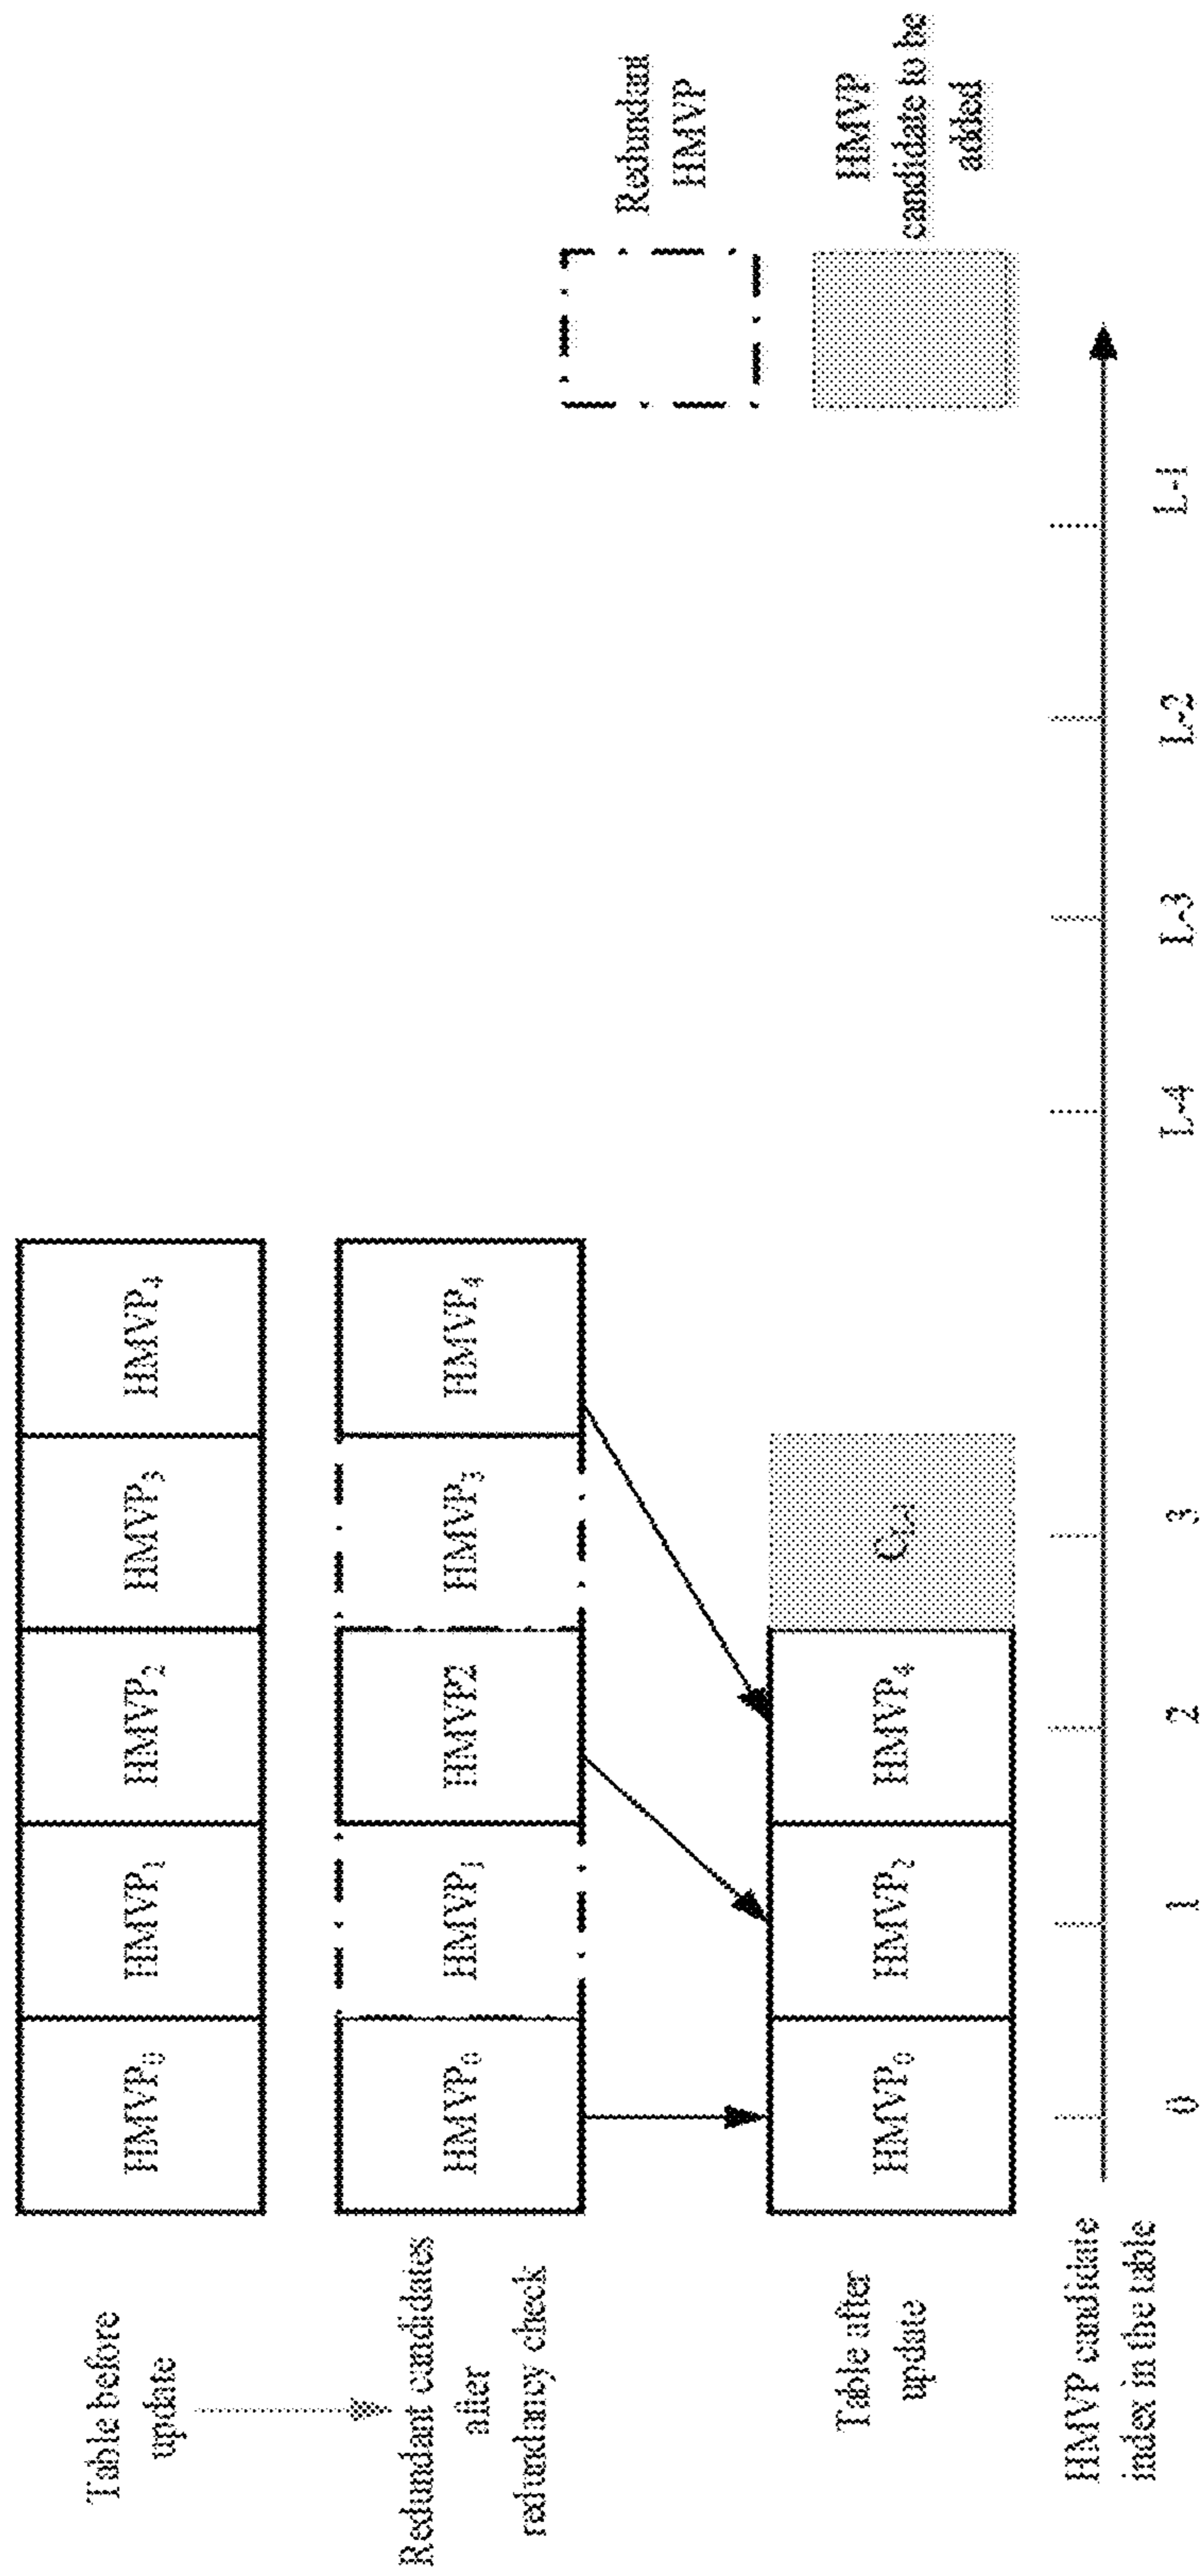 Table before
update
HMVP₀
HMVP₁
HMVP₂
HMVP₃
HMVP₄
Redundant candidates
after
redundancy check
HMVP₀
HMVP₁
HMVP2
HMVP₃
HMVP₄
Redundant
HMVP
Table after
update
HMVP₀
HMVP₂
HMVP₄
HMVP
candidate to be
added
HMVP candidate
index in the table
0
1
2
3
L-4
L-3
L-2
L-1